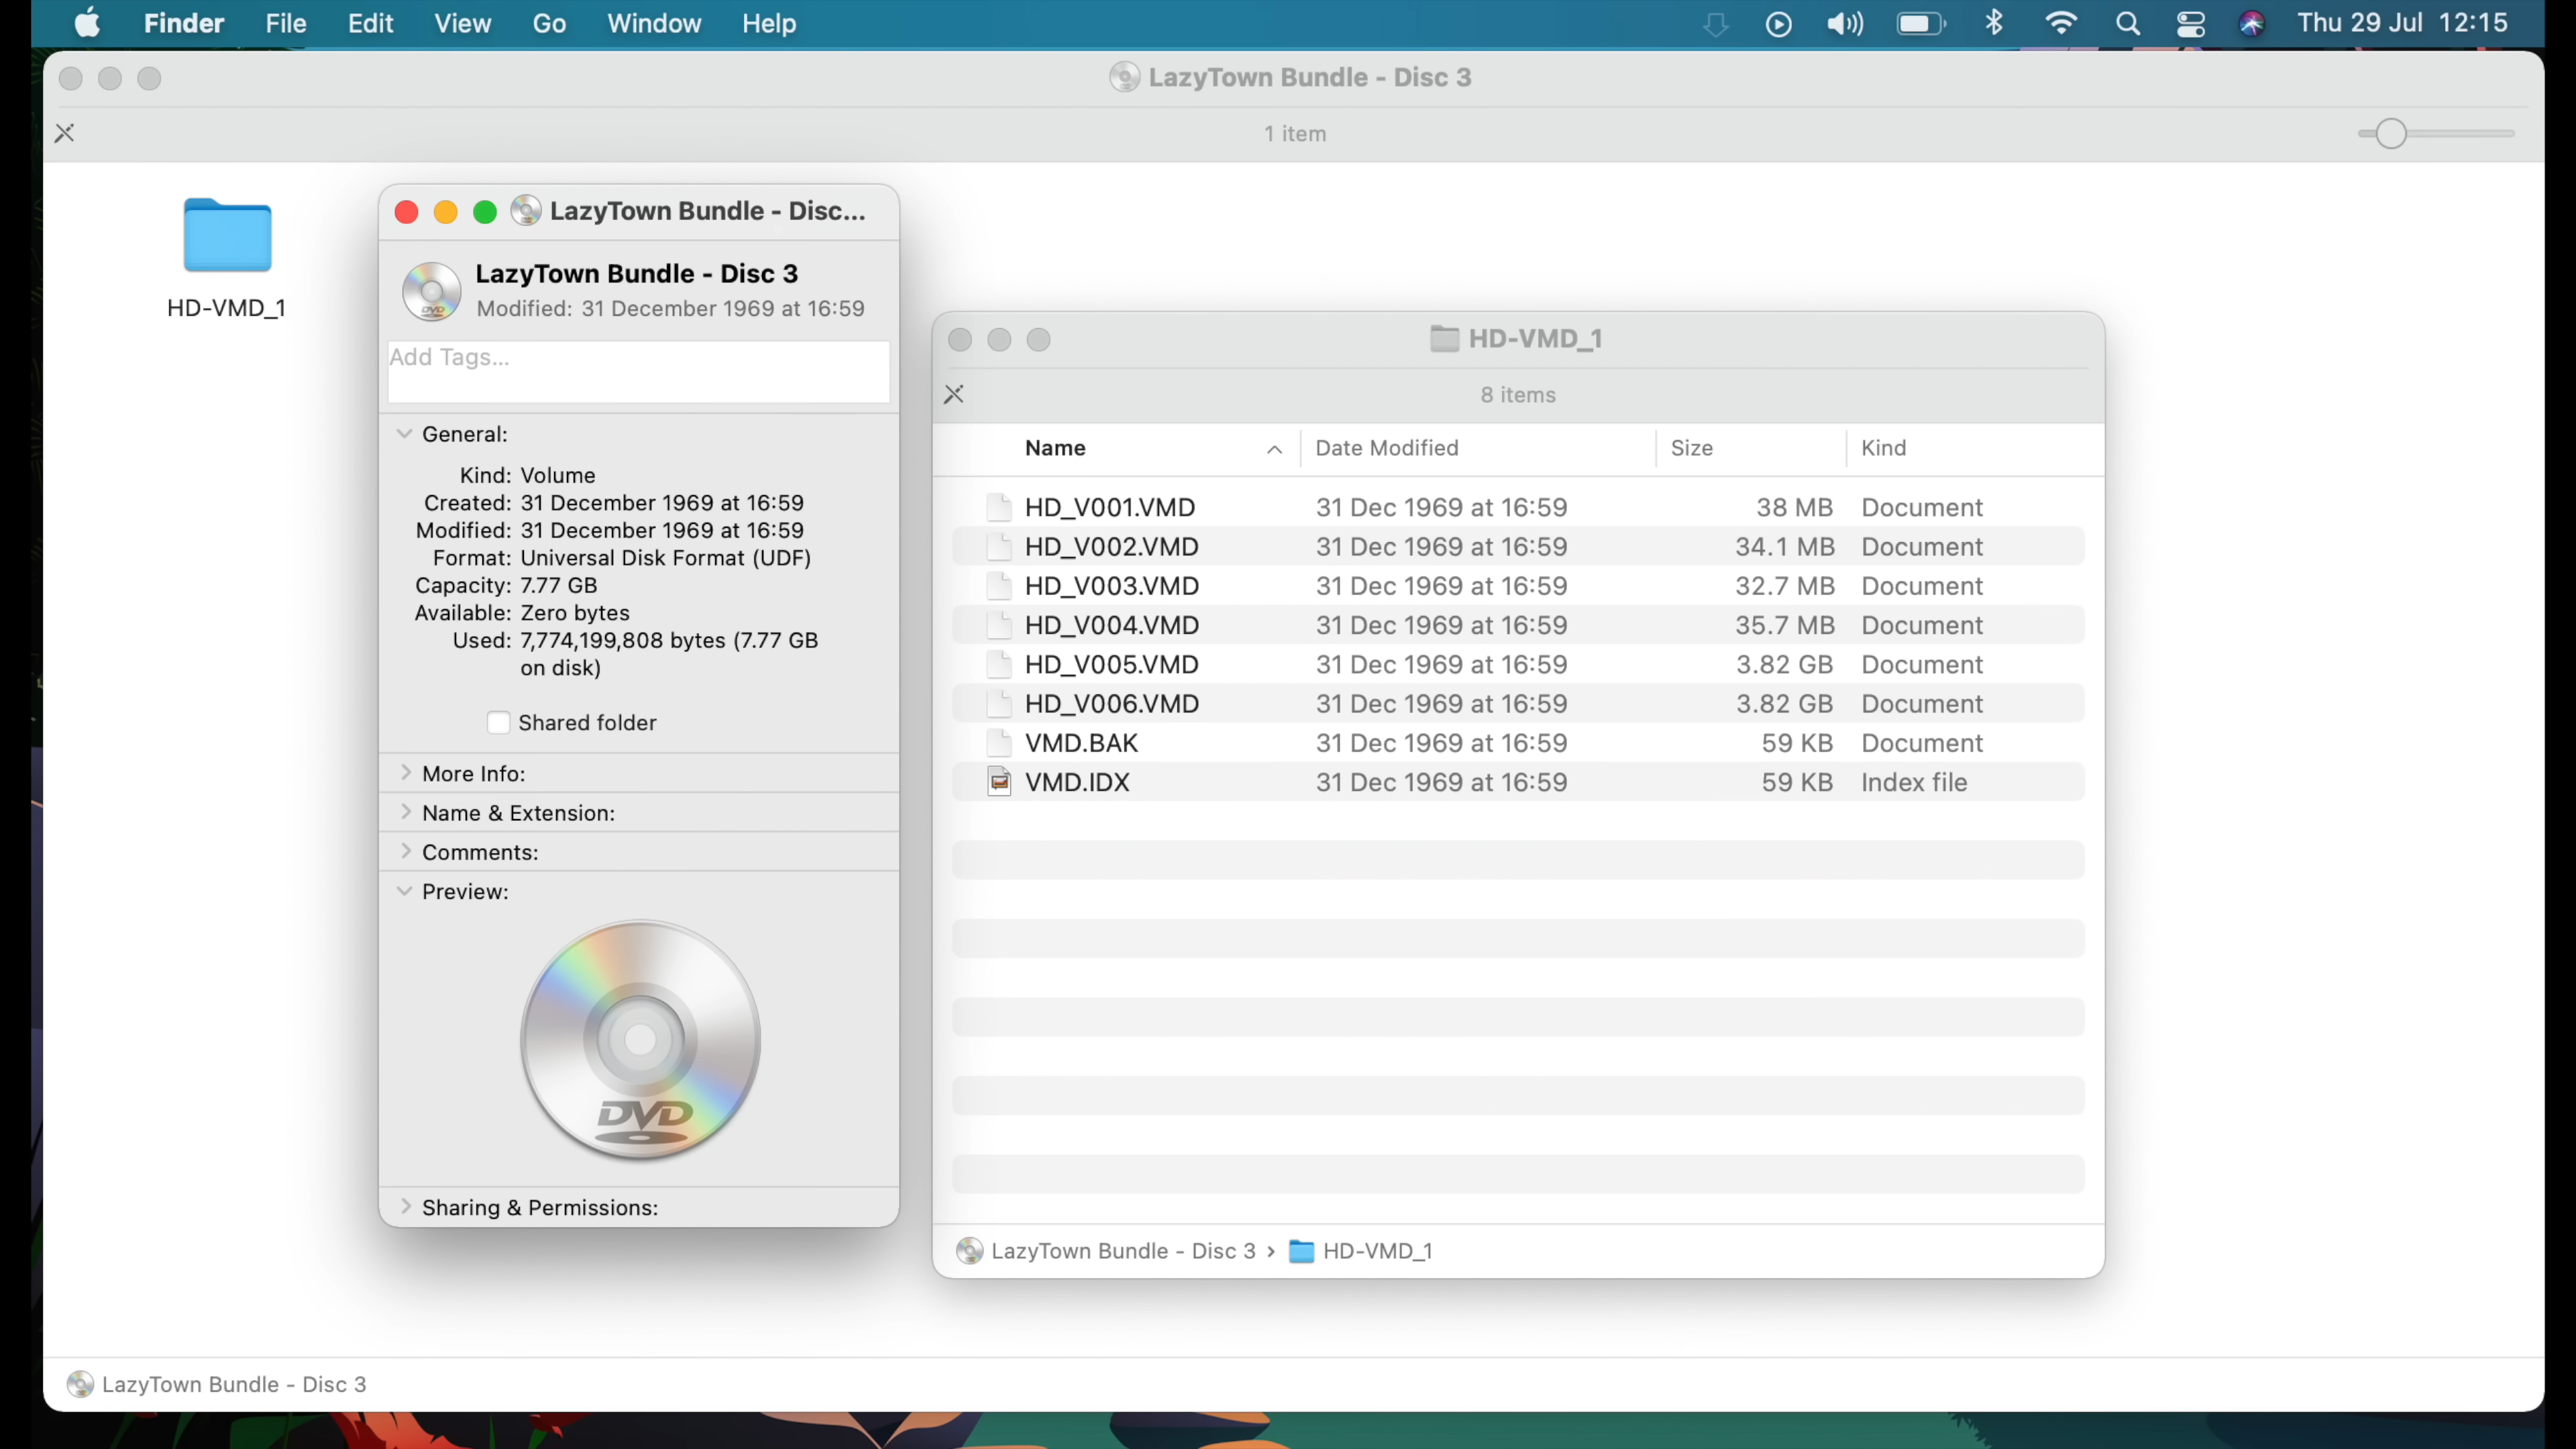 Finder File Edit View Go Window Help Thu 29 Jul 12:15
LazyTown Bundle - Disc 3
1 item
HD-VMD_1
LazyTown Bundle - Disc...
LazyTown Bundle - Disc 3
Modified: 31 December 1969 at 16:59
Add Tags...
General:
Kind: Volume
Created: 31 December 1969 at 16:59
Modified: 31 December 1969 at 16:59
Format: Universal Disk Format (UDF)
Capacity: 7.77 GB
Available: Zero bytes
Used: 7,774,199,808 bytes (7.77 GB
on disk)
Shared folder
More Info:
Name & Extension:
Comments:
Preview:
DVD
Sharing & Permissions:
HD-VMD_1
8 items
Name Date Modified Size Kind
HD_V001.VMD 31 Dec 1969 at 16:59 38 MB Document
HD_V002.VMD 31 Dec 1969 at 16:59 34.1 MB Document
HD_V003.VMD 31 Dec 1969 at 16:59 32.7 MB Document
HD_V004.VMD 31 Dec 1969 at 16:59 35.7 MB Document
HD_V005.VMD 31 Dec 1969 at 16:59 3.82 GB Document
HD_V006.VMD 31 Dec 1969 at 16:59 3.82 GB Document
VMD.BAK 31 Dec 1969 at 16:59 59 KB Document
VMD.IDX 31 Dec 1969 at 16:59 59 KB Index file
LazyTown Bundle - Disc 3 › HD-VMD_1
LazyTown Bundle - Disc 3